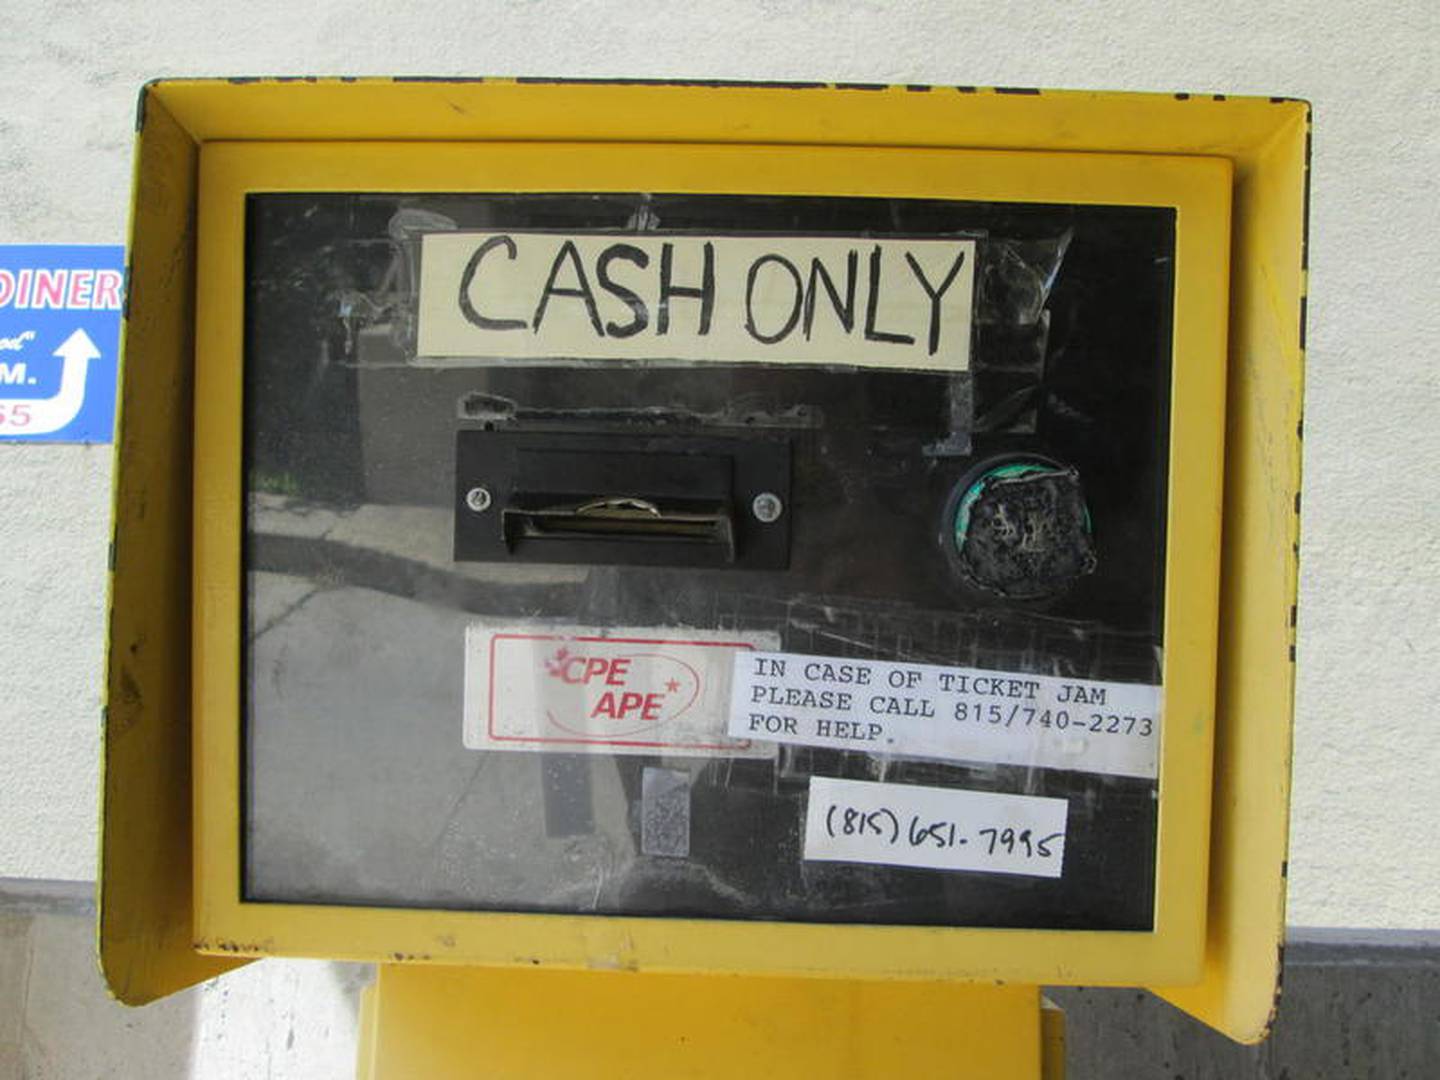 DINER
M.
65
CASH ONLY
CPE
APE
IN CASE OF TICKET JAM
PLEASE CALL 815/740-2273
FOR HELP.
(815) 651-7995